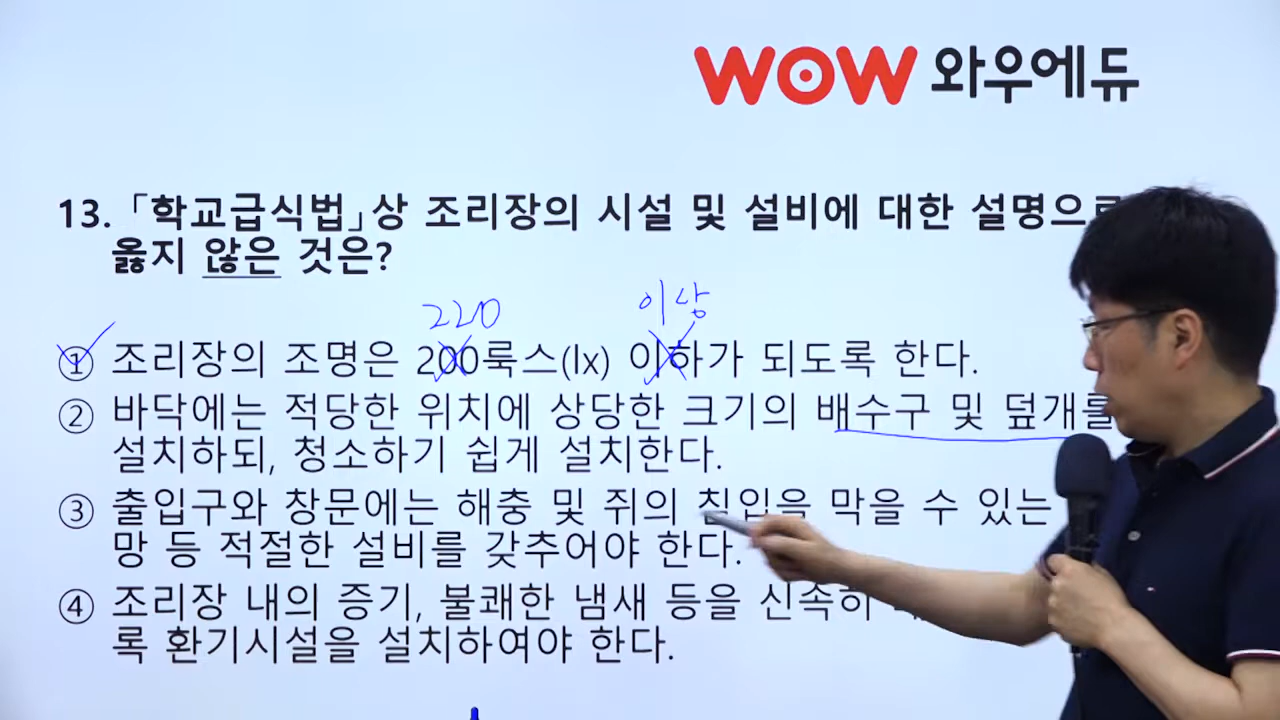 WOW 와우에듀
13. 「학교급식법」상 조리장의 시설 및 설비에 대한 설명으로
옳지 않은 것은?
220 이상
① 조리장의 조명은 200룩스(lx) 이하가 되도록 한다.
② 바닥에는 적당한 위치에 상당한 크기의 배수구 및 덮개를
설치하되, 청소하기 쉽게 설치한다.
③ 출입구와 창문에는 해충 및 쥐의 침입을 막을 수 있는
망 등 적절한 설비를 갖추어야 한다.
④ 조리장 내의 증기, 불쾌한 냄새 등을 신속히
록 환기시설을 설치하여야 한다.